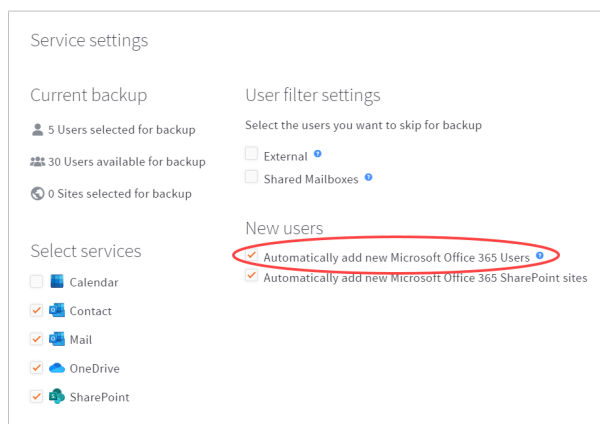 Service settings
Current backup
5 Users selected for backup
30 Users available for backup
0 Sites selected for backup
Select services
Calendar
Contact
Mail
OneDrive
SharePoint
User filter settings
Select the users you want to skip for backup
External ?
Shared Mailboxes ?
New users
Automatically add new Microsoft Office 365 Users ?
Automatically add new Microsoft Office 365 SharePoint sites